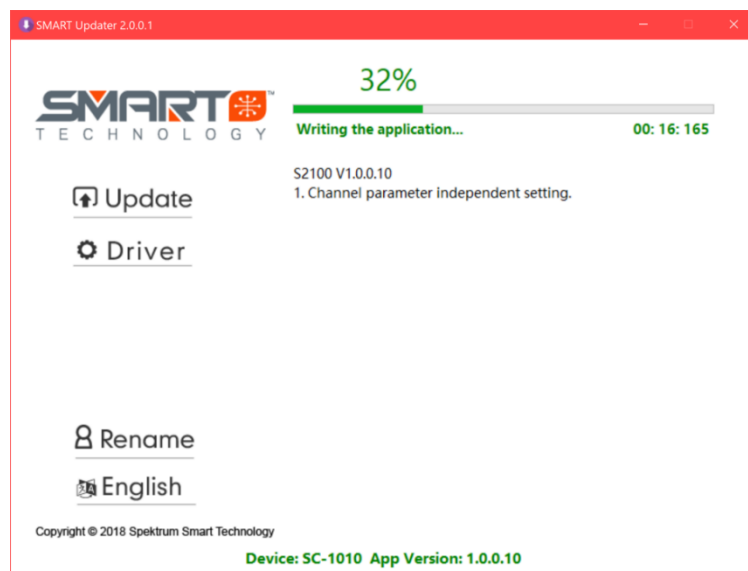 SMART Updater 2.0.0.1
SMART
TECHNOLOGY
™
32%
Writing the application... 00: 16: 165
S2100 V1.0.0.10
1. Channel parameter independent setting.
Update
Driver
Rename
English
Copyright © 2018 Spektrum Smart Technology
Device: SC-1010 App Version: 1.0.0.10